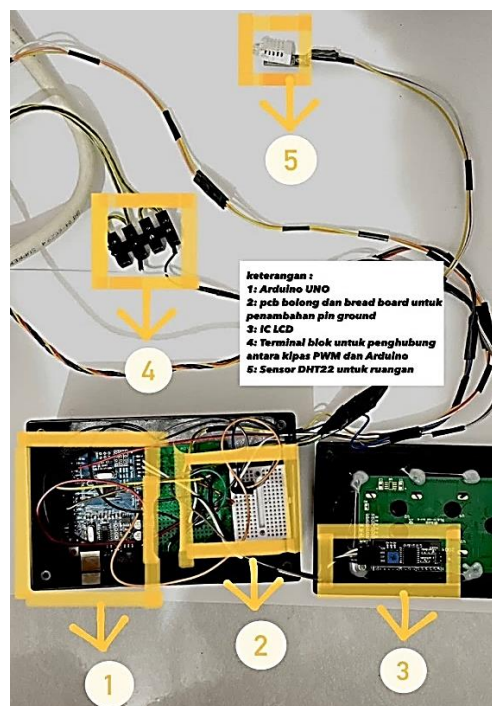 5
keterangan :
1: Arduino UNO
2: pcb bolong dan bread board untuk
penambahan pin ground
3: IC LCD
4: Terminal blok untuk penghubung
antara kipas PWM dan Arduino
5: Sensor DHT22 untuk ruangan
4
1
2
3